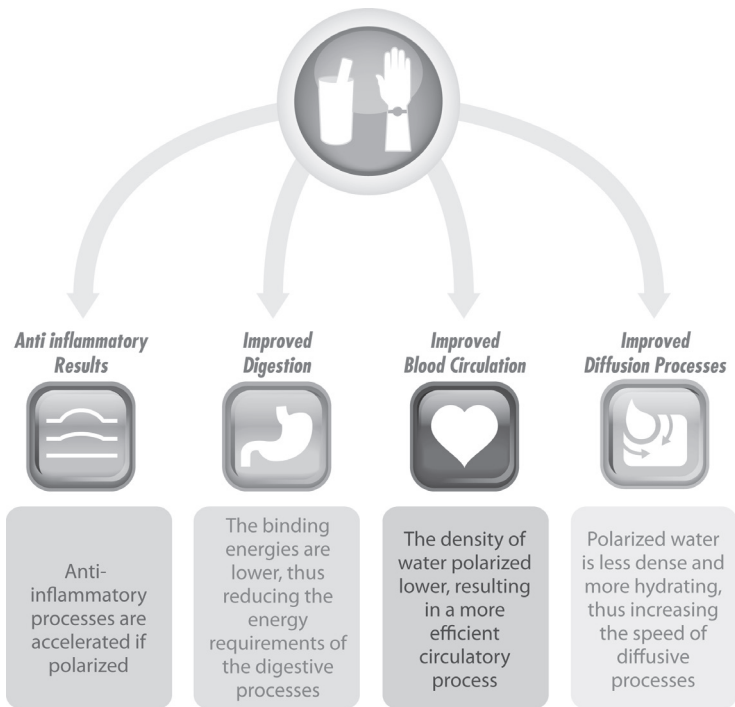 Anti inflammatory
Results
Improved
Digestion
Improved
Blood Circulation
Improved
Diffusion Processes
Anti-
inflammatory
processes are
accelerated if
polarized
The binding
energies are
lower, thus
reducing the
energy
requirements of
the digestive
processes
The density of
water polarized
lower, resulting
in a more
efficient
circulatory
process
Polarized water
is less dense and
more hydrating,
thus increasing
the speed of
diffusive
processes